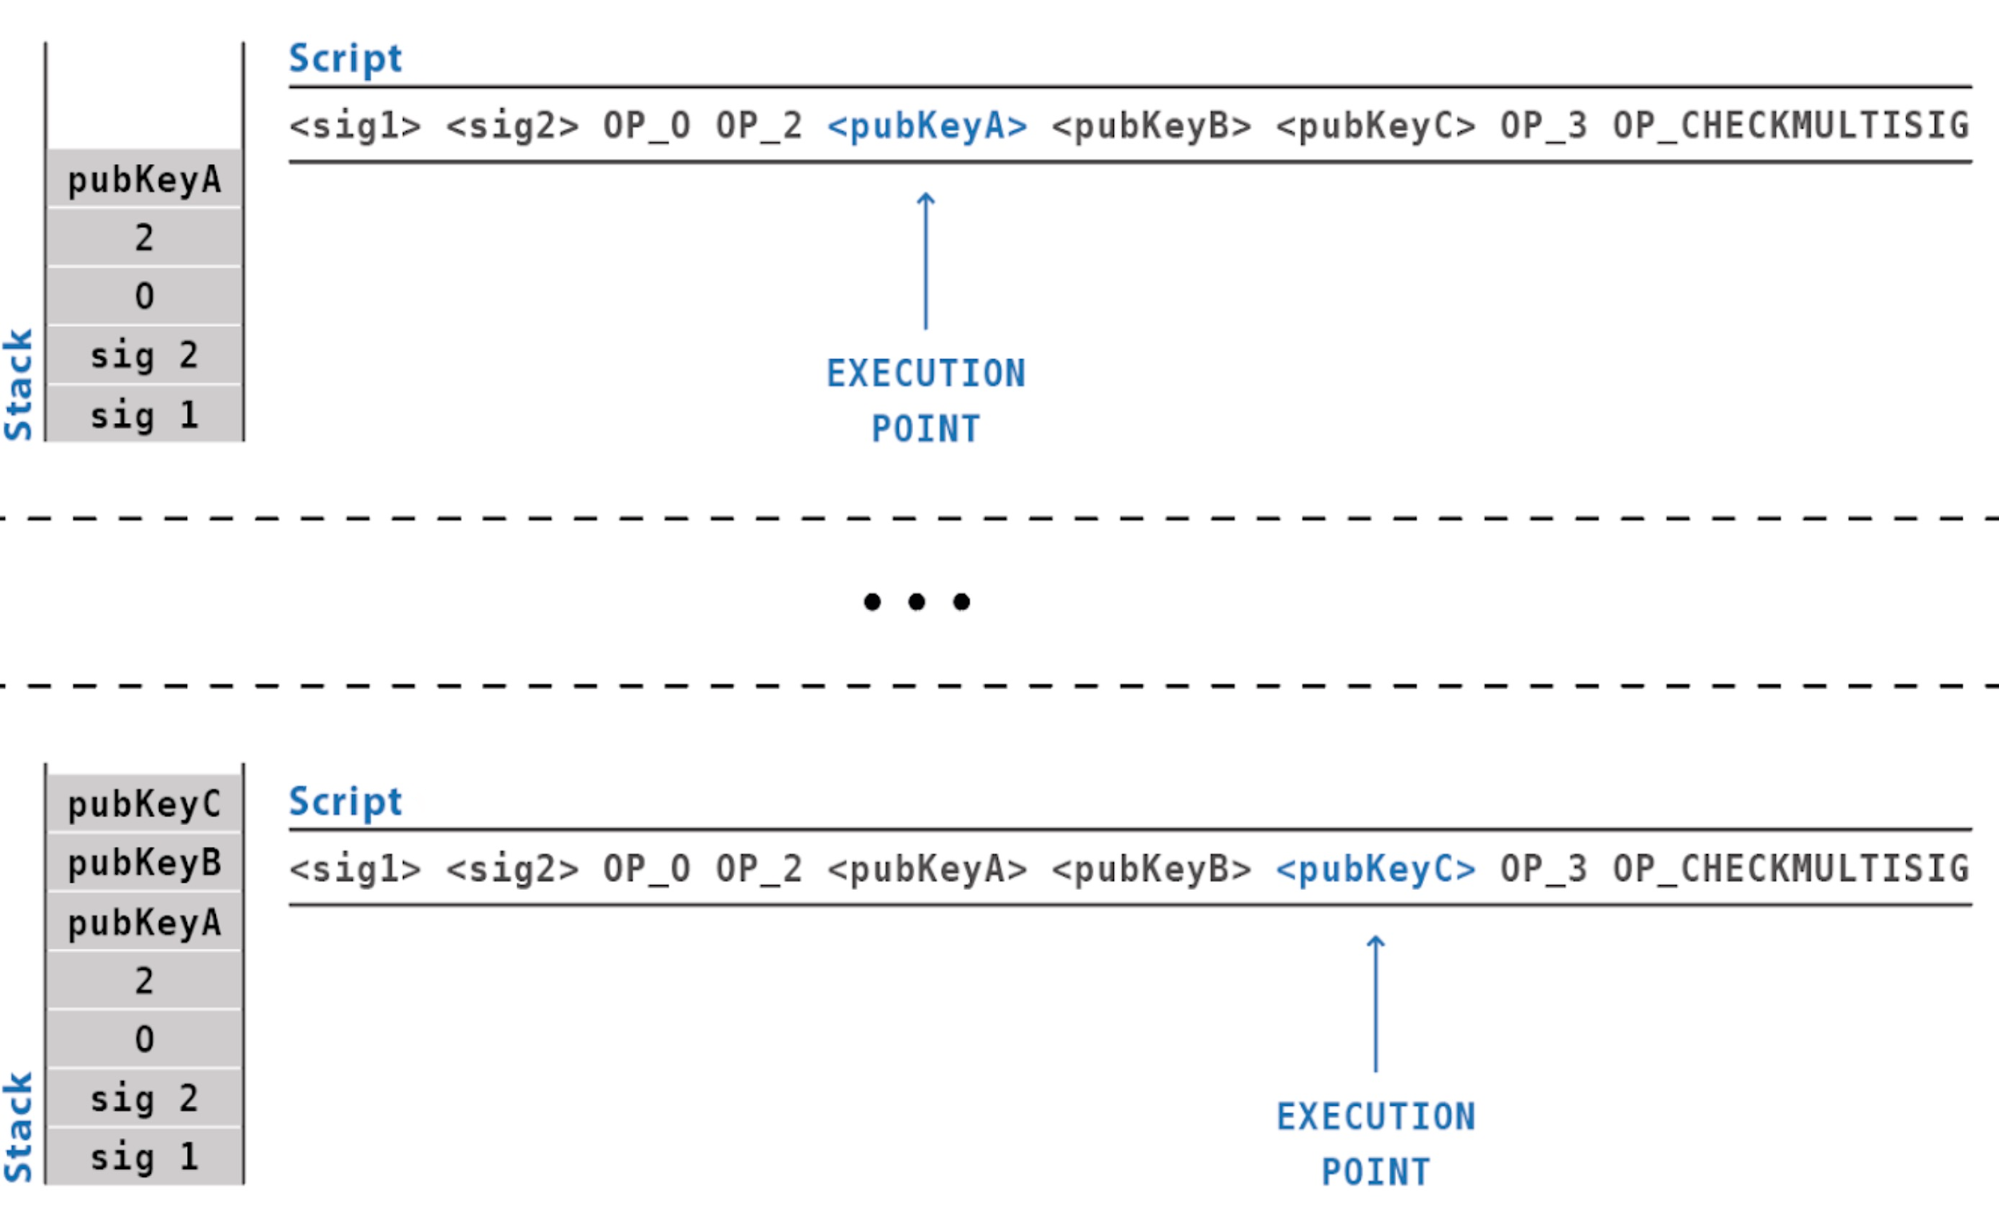 Script
<sig1> <sig2> OP_0 OP_2 <pubKeyA> <pubKeyB> <pubKeyC> OP_3 OP_CHECKMULTISIG
pubKeyA
2
0
sig 2
sig 1
Stack
EXECUTION
POINT
Script
<sig1> <sig2> OP_0 OP_2 <pubKeyA> <pubKeyB> <pubKeyC> OP_3 OP_CHECKMULTISIG
pubKeyC
pubKeyB
pubKeyA
2
0
sig 2
sig 1
Stack
EXECUTION
POINT